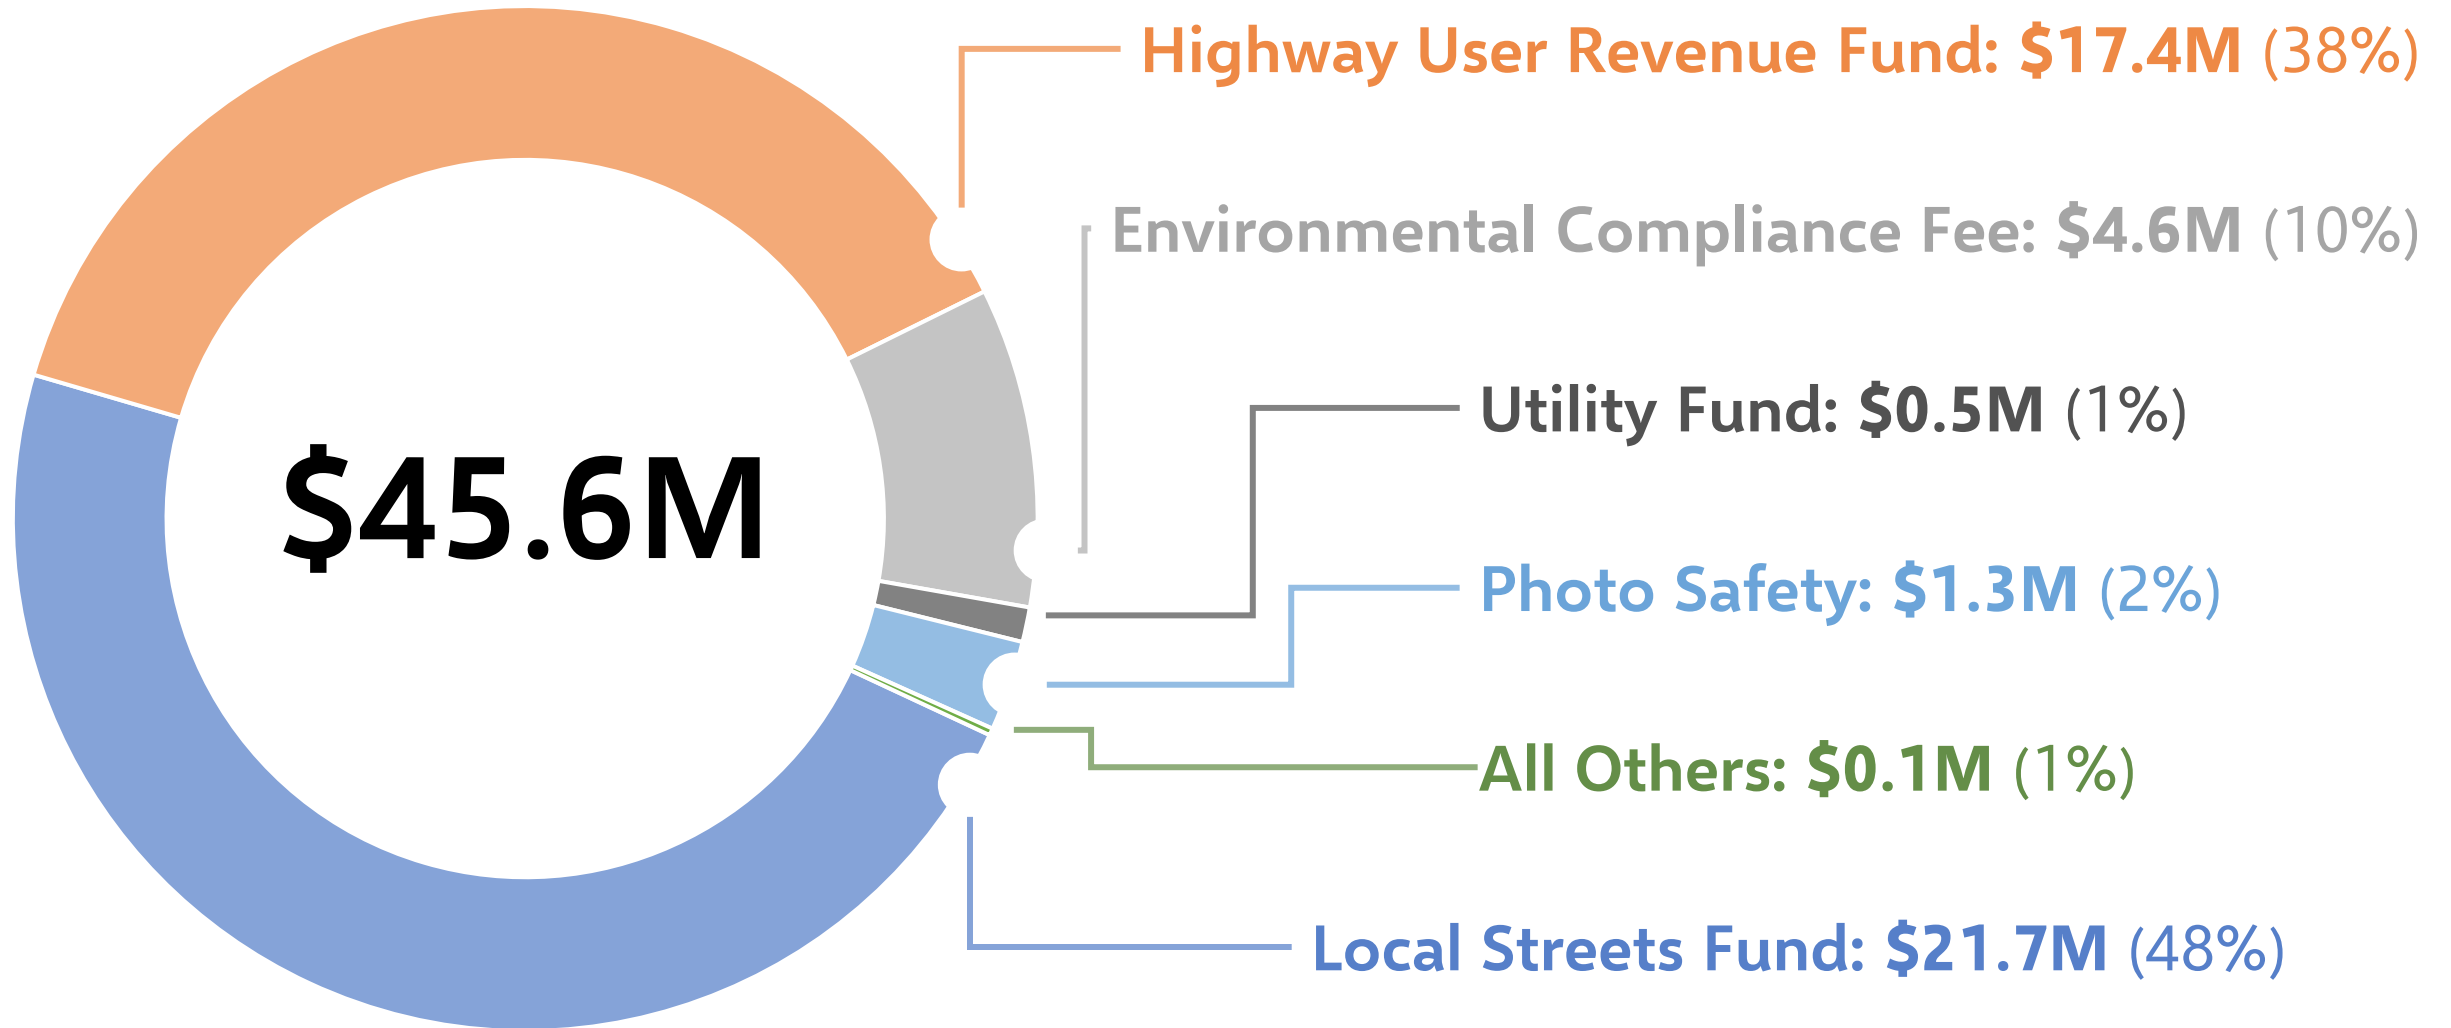 Highway User Revenue Fund: $17.4M (38%)
Environmental Compliance Fee: $4.6M (10%)
Utility Fund: $0.5M (1%)
$45.6M
Photo Safety: $1.3M (2%)
All Others: $0.1M (1%)
Local Streets Fund: $21.7M (48%)